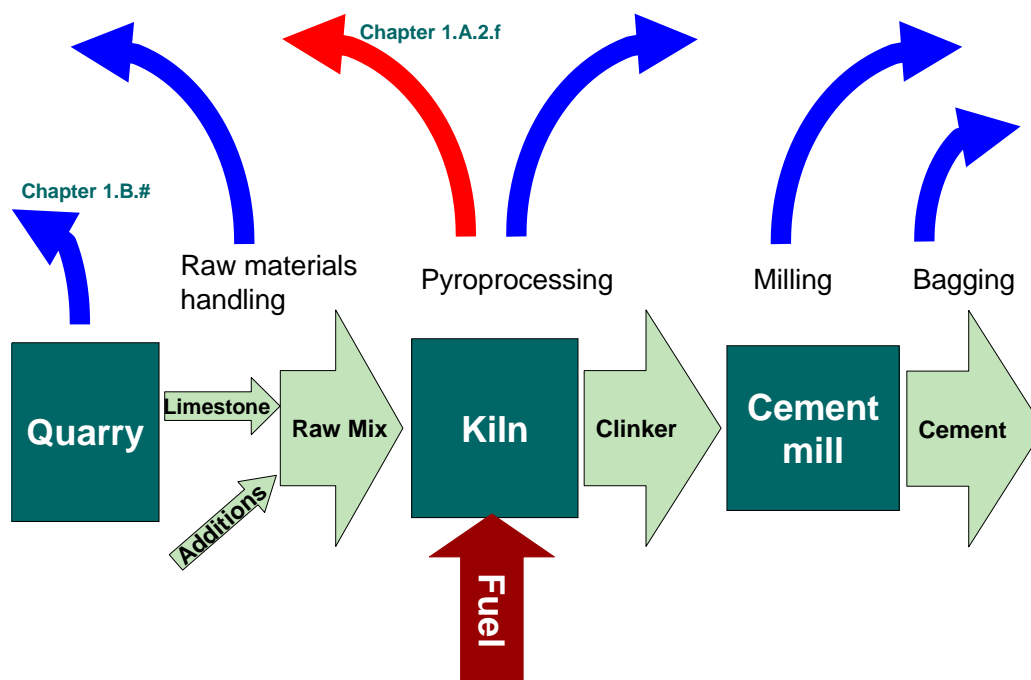 Chapter 1.A.2.f
Chapter 1.B.#
Raw materials
handling
Pyroprocessing
Milling
Bagging
Quarry
Limestone
Additions
Raw Mix
Kiln
Fuel
Clinker
Cement
mill
Cement